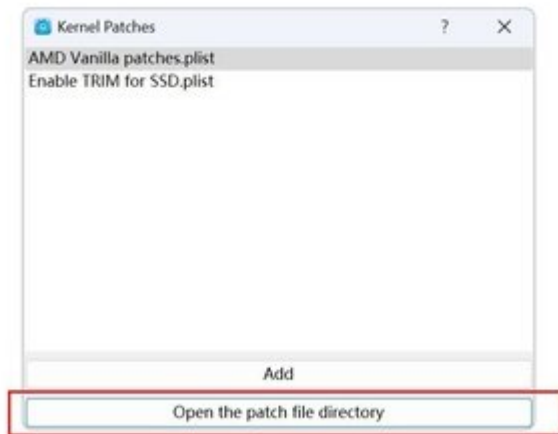 Kernel Patches
AMD Vanilla patches.plist
Enable TRIM for SSD.plist
Add
Open the patch file directory